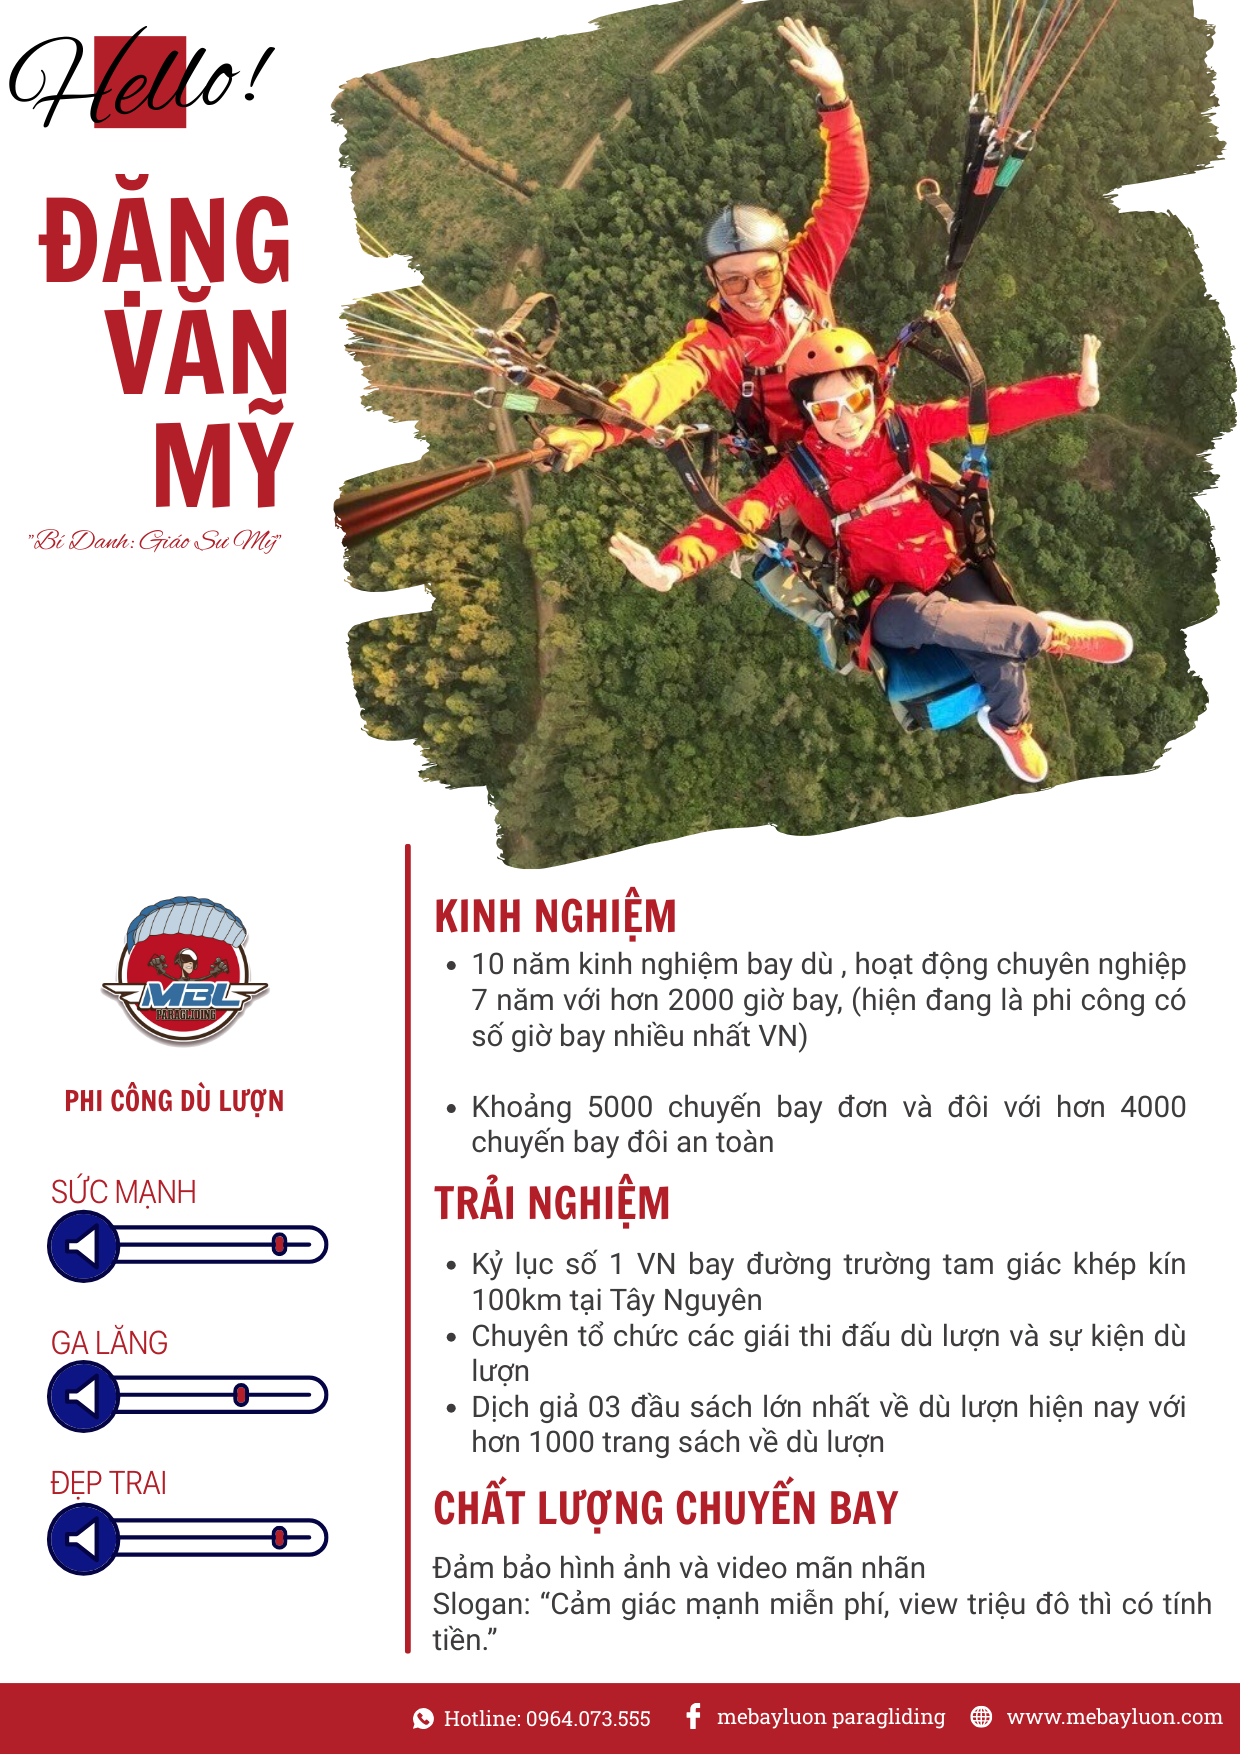 Hello!
ĐẶNG
VĂN
MỸ
"Bí Danh: Giáo Sư Mỹ"
MBL
PARAGLIDING
PHI CÔNG DÙ LƯỢN
SỨC MẠNH
GA LĂNG
ĐẸP TRAI
KINH NGHIỆM
10 năm kinh nghiệm bay dù , hoạt động chuyên nghiệp
7 năm với hơn 2000 giờ bay, (hiện đang là phi công có
số giờ bay nhiều nhất VN)
Khoảng 5000 chuyến bay đơn và đôi với hơn 4000
chuyến bay đôi an toàn
TRẢI NGHIỆM
Kỷ lục số 1 VN bay đường trường tam giác khép kín
100km tại Tây Nguyên
Chuyên tổ chức các giái thi đấu dù lượn và sự kiện dù
lượn
Dịch giả 03 đầu sách lớn nhất về dù lượn hiện nay với
hơn 1000 trang sách về dù lượn
CHẤT LƯỢNG CHUYẾN BAY
Đảm bảo hình ảnh và video mãn nhãn
Slogan: “Cảm giác mạnh miễn phí, view triệu đô thì có tính
tiền.”
Hotline: 0964.073.555
mebayluon paragliding
www.mebayluon.com